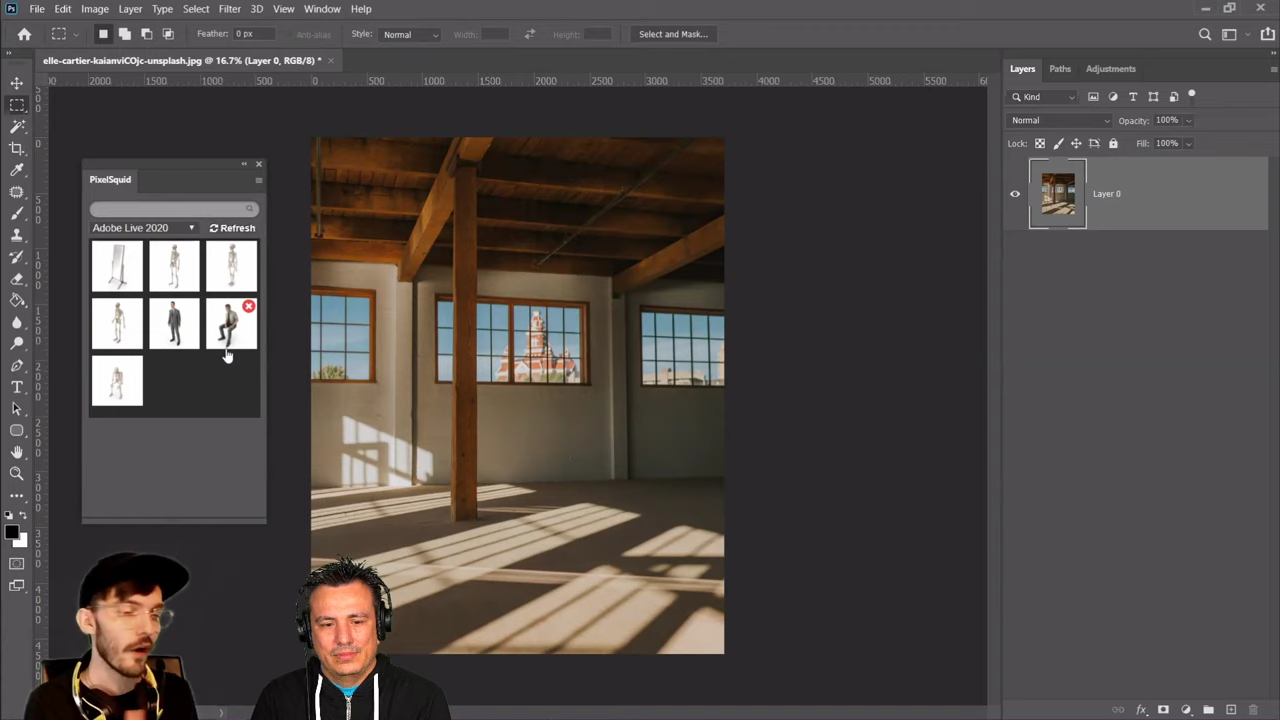 Ps File Edit Image Layer Type Select Filter 3D View Window Help
Feather: 0 px Anti-alias Style: Normal Width: Height: Select and Mask...
elle-cartier-kaianviCOjc-unsplash.jpg @ 16.7% (Layer 0, RGB/8) *
2000 1500 1000 500 0 500 1000 1500 2000 2500 3000 3500 4000 4500 5000 5500
PixelSquid
Adobe Live 2020 Refresh
Layers Paths Adjustments
Kind
Normal Opacity: 100%
Lock: Fill: 100%
Layer 0
fx